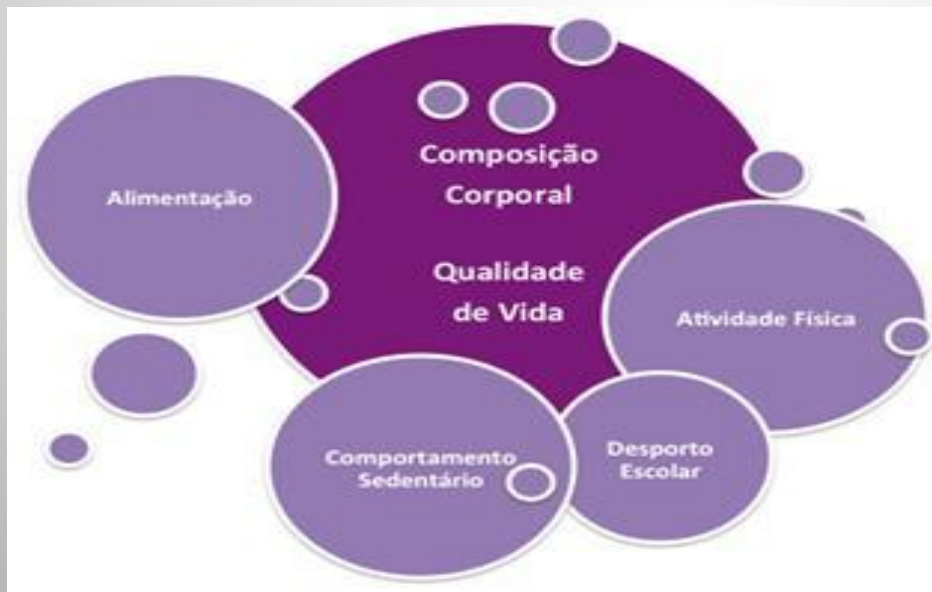 Composição
Corporal
Qualidade
de Vida
Alimentação
Atividade Física
Comportamento
Sedentário
Desporto
Escolar